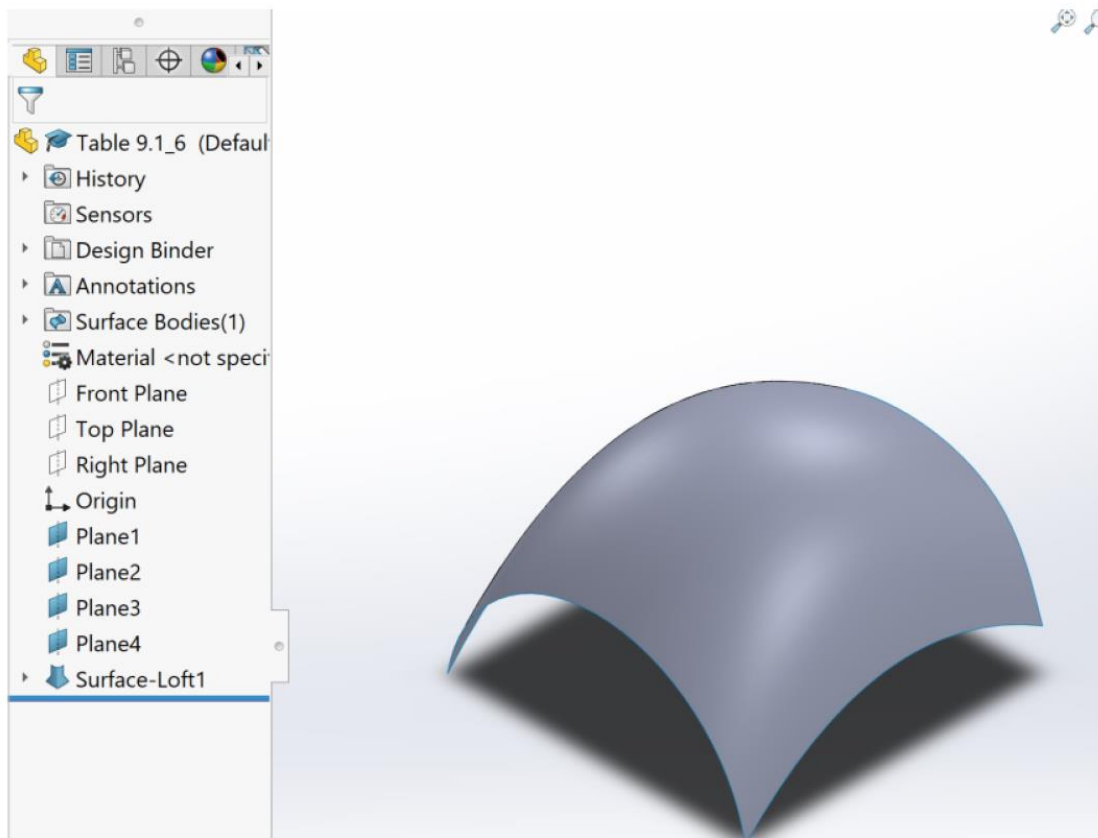 Table 9.1_6 (Defaul
History
Sensors
Design Binder
Annotations
Surface Bodies(1)
Material <not speci
Front Plane
Top Plane
Right Plane
Origin
Plane1
Plane2
Plane3
Plane4
Surface-Loft1